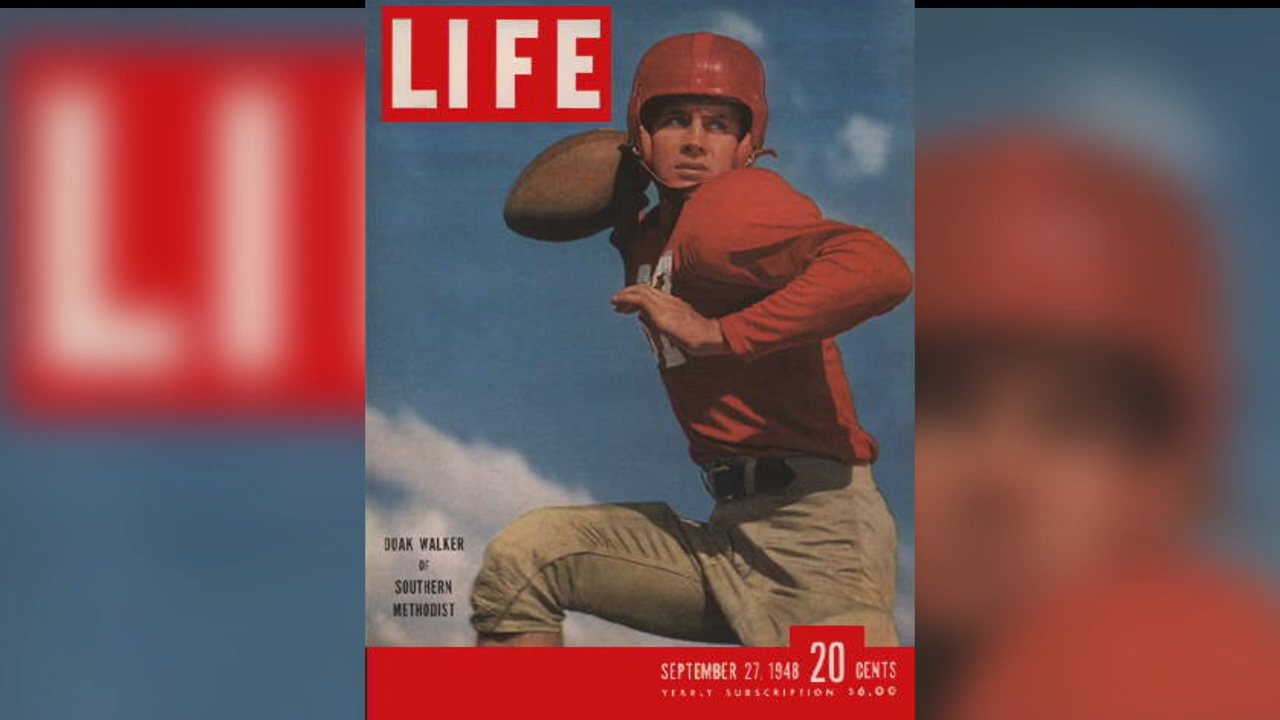 LIFE
DOAK WALKER
OF
SOUTHERN
METHODIST
SEPTEMBER 27, 1948 20 CENTS
YEARLY SUBSCRIPTION $6.00